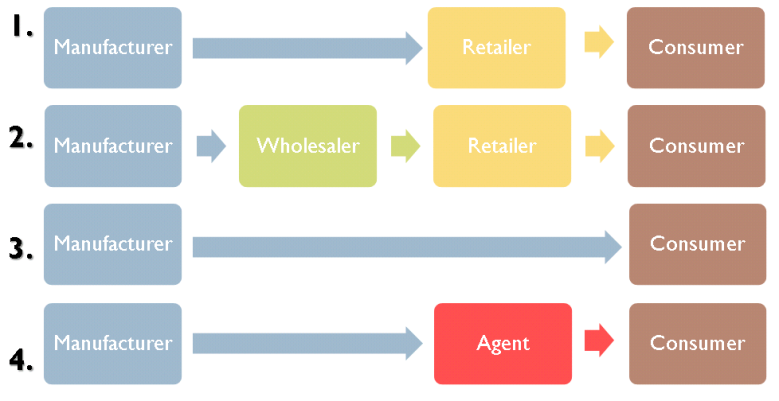 1.
Manufacturer
Retailer
Consumer
2.
Manufacturer
Wholesaler
Retailer
Consumer
3.
Manufacturer
Consumer
4.
Manufacturer
Agent
Consumer